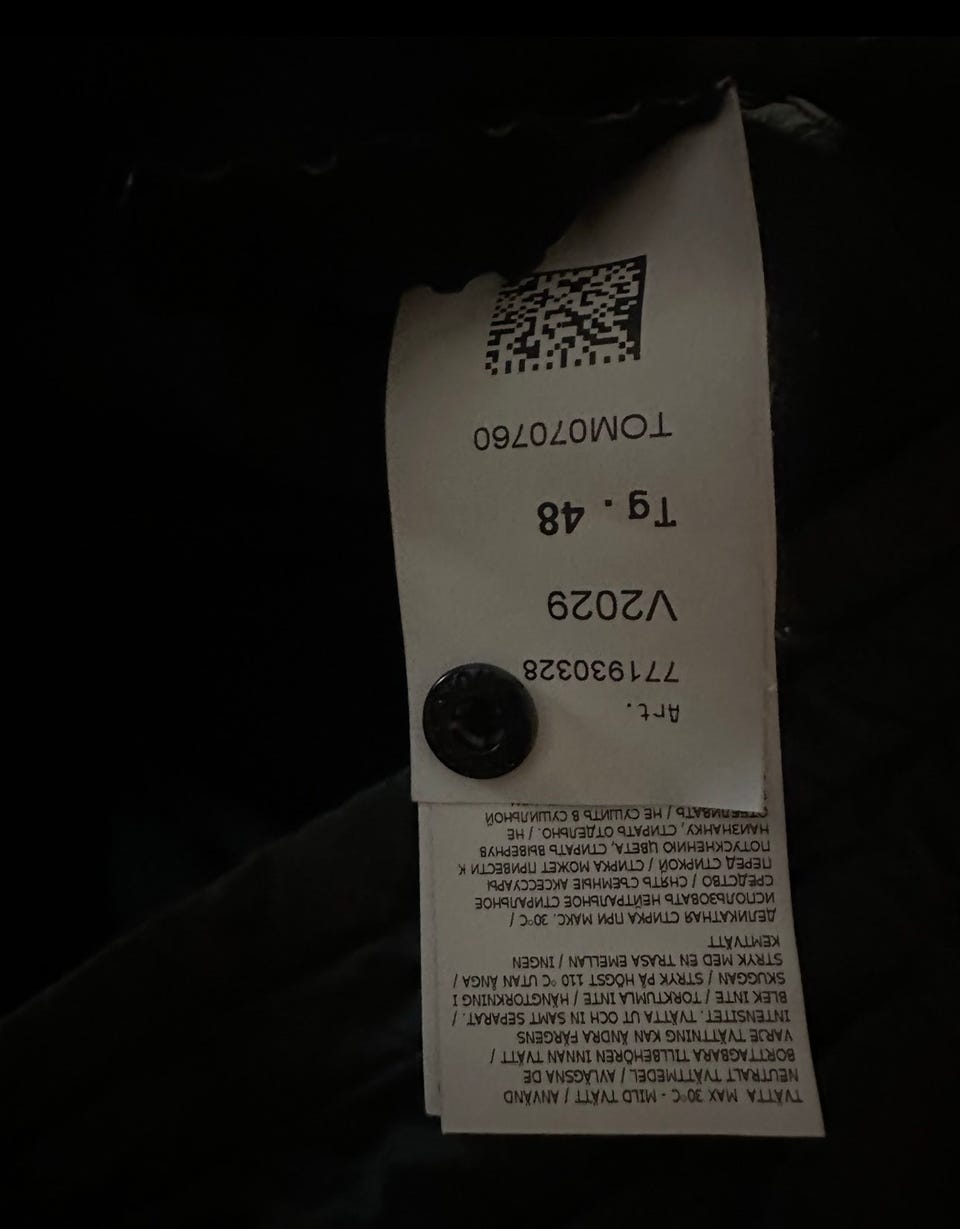 TVÄTTA MAX 30°C - MILD TVÄTT / ANVÄND
NEUTRALT TVÄTTMEDEL / AVLÄGSNA DE
BORTTAGBARA TILLBEHÖREN INNAN TVÄTT /
VARJE TVÄTTNING KAN ÄNDRA FÄRGENS
INTENSITET. TVÄTTA UT OCH IN SAMT SEPARAT. /
BLEK INTE / TORKTUMLA INTE / HÄNGTORKNING I
SKUGGAN / STRYK PÅ HÖGST 110 °C UTAN ÅNGA /
STRYK MED EN TRASA EMELLAN / INGEN
KEMTVÄTT
ДЕЛИКАТНАЯ СТИРКА ПРИ МАКС. 30°C /
ИСПОЛЬЗОВАТЬ НЕЙТРАЛЬНОЕ СТИРАЛЬНОЕ
СРЕДСТВО / СНЯТЬ СЪЕМНЫЕ АКСЕССУАРЫ
ПЕРЕД СТИРКОЙ / СТИРКА МОЖЕТ ПРИВЕСТИ К
ПОТУСКНЕНИЮ ЦВЕТА, СТИРАТЬ ВЫВЕРНУВ
НАИЗНАНКУ, СТИРАТЬ ОТДЕЛЬНО. / НЕ
ОТБЕЛИВАТЬ / НЕ СУШИТЬ В СУШИЛЬНОЙ
Art.
771930328
V2029
Tg. 48
TOM070760